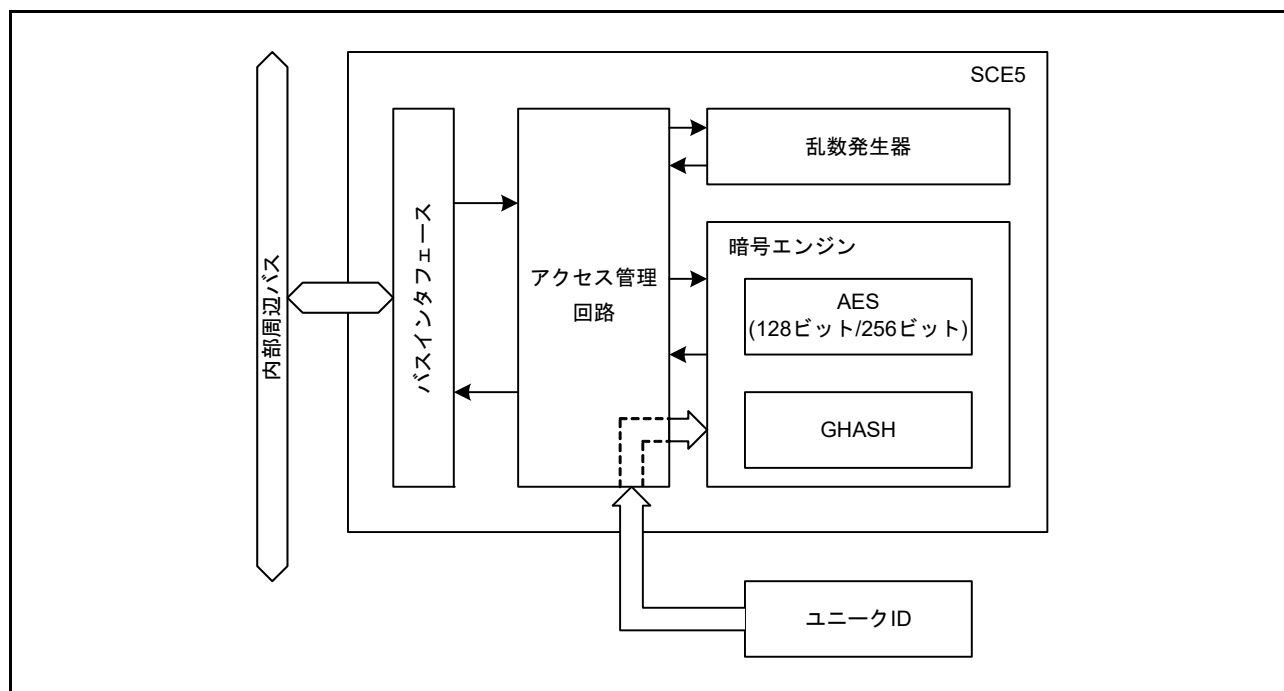 SCE5
内部周辺バス
バスインタフェース
アクセス管理
回路
乱数発生器
暗号エンジン
AES
(128ビット/256ビット)
GHASH
ユニークID